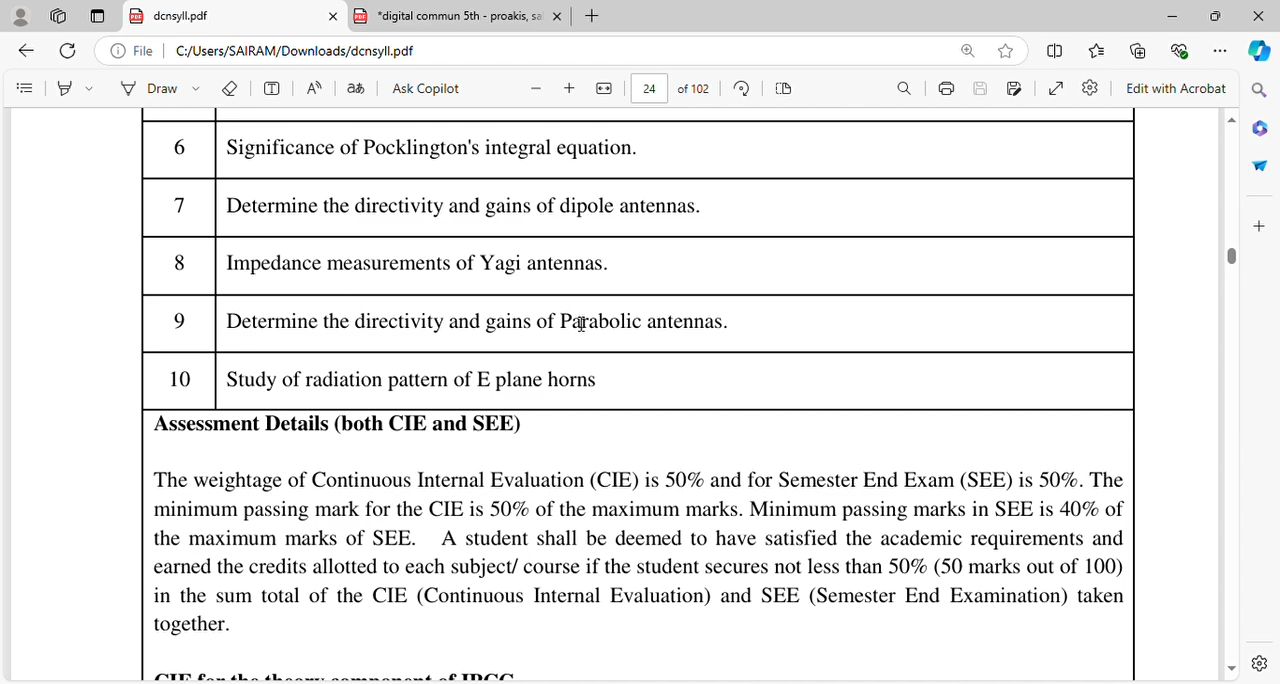 dcnsyll.pdf
*digital commun 5th - proakis, sa
File
C:/Users/SAIRAM/Downloads/dcnsyll.pdf
Draw
Ask Copilot
24
of 102
Edit with Acrobat
6 Significance of Pocklington's integral equation.
7 Determine the directivity and gains of dipole antennas.
8 Impedance measurements of Yagi antennas.
9 Determine the directivity and gains of Parabolic antennas.
10 Study of radiation pattern of E plane horns
Assessment Details (both CIE and SEE)
The weightage of Continuous Internal Evaluation (CIE) is 50% and for Semester End Exam (SEE) is 50%. The
minimum passing mark for the CIE is 50% of the maximum marks. Minimum passing marks in SEE is 40% of
the maximum marks of SEE. A student shall be deemed to have satisfied the academic requirements and
earned the credits allotted to each subject/ course if the student secures not less than 50% (50 marks out of 100)
in the sum total of the CIE (Continuous Internal Evaluation) and SEE (Semester End Examination) taken
together.
CIE for the theory component of IPCC